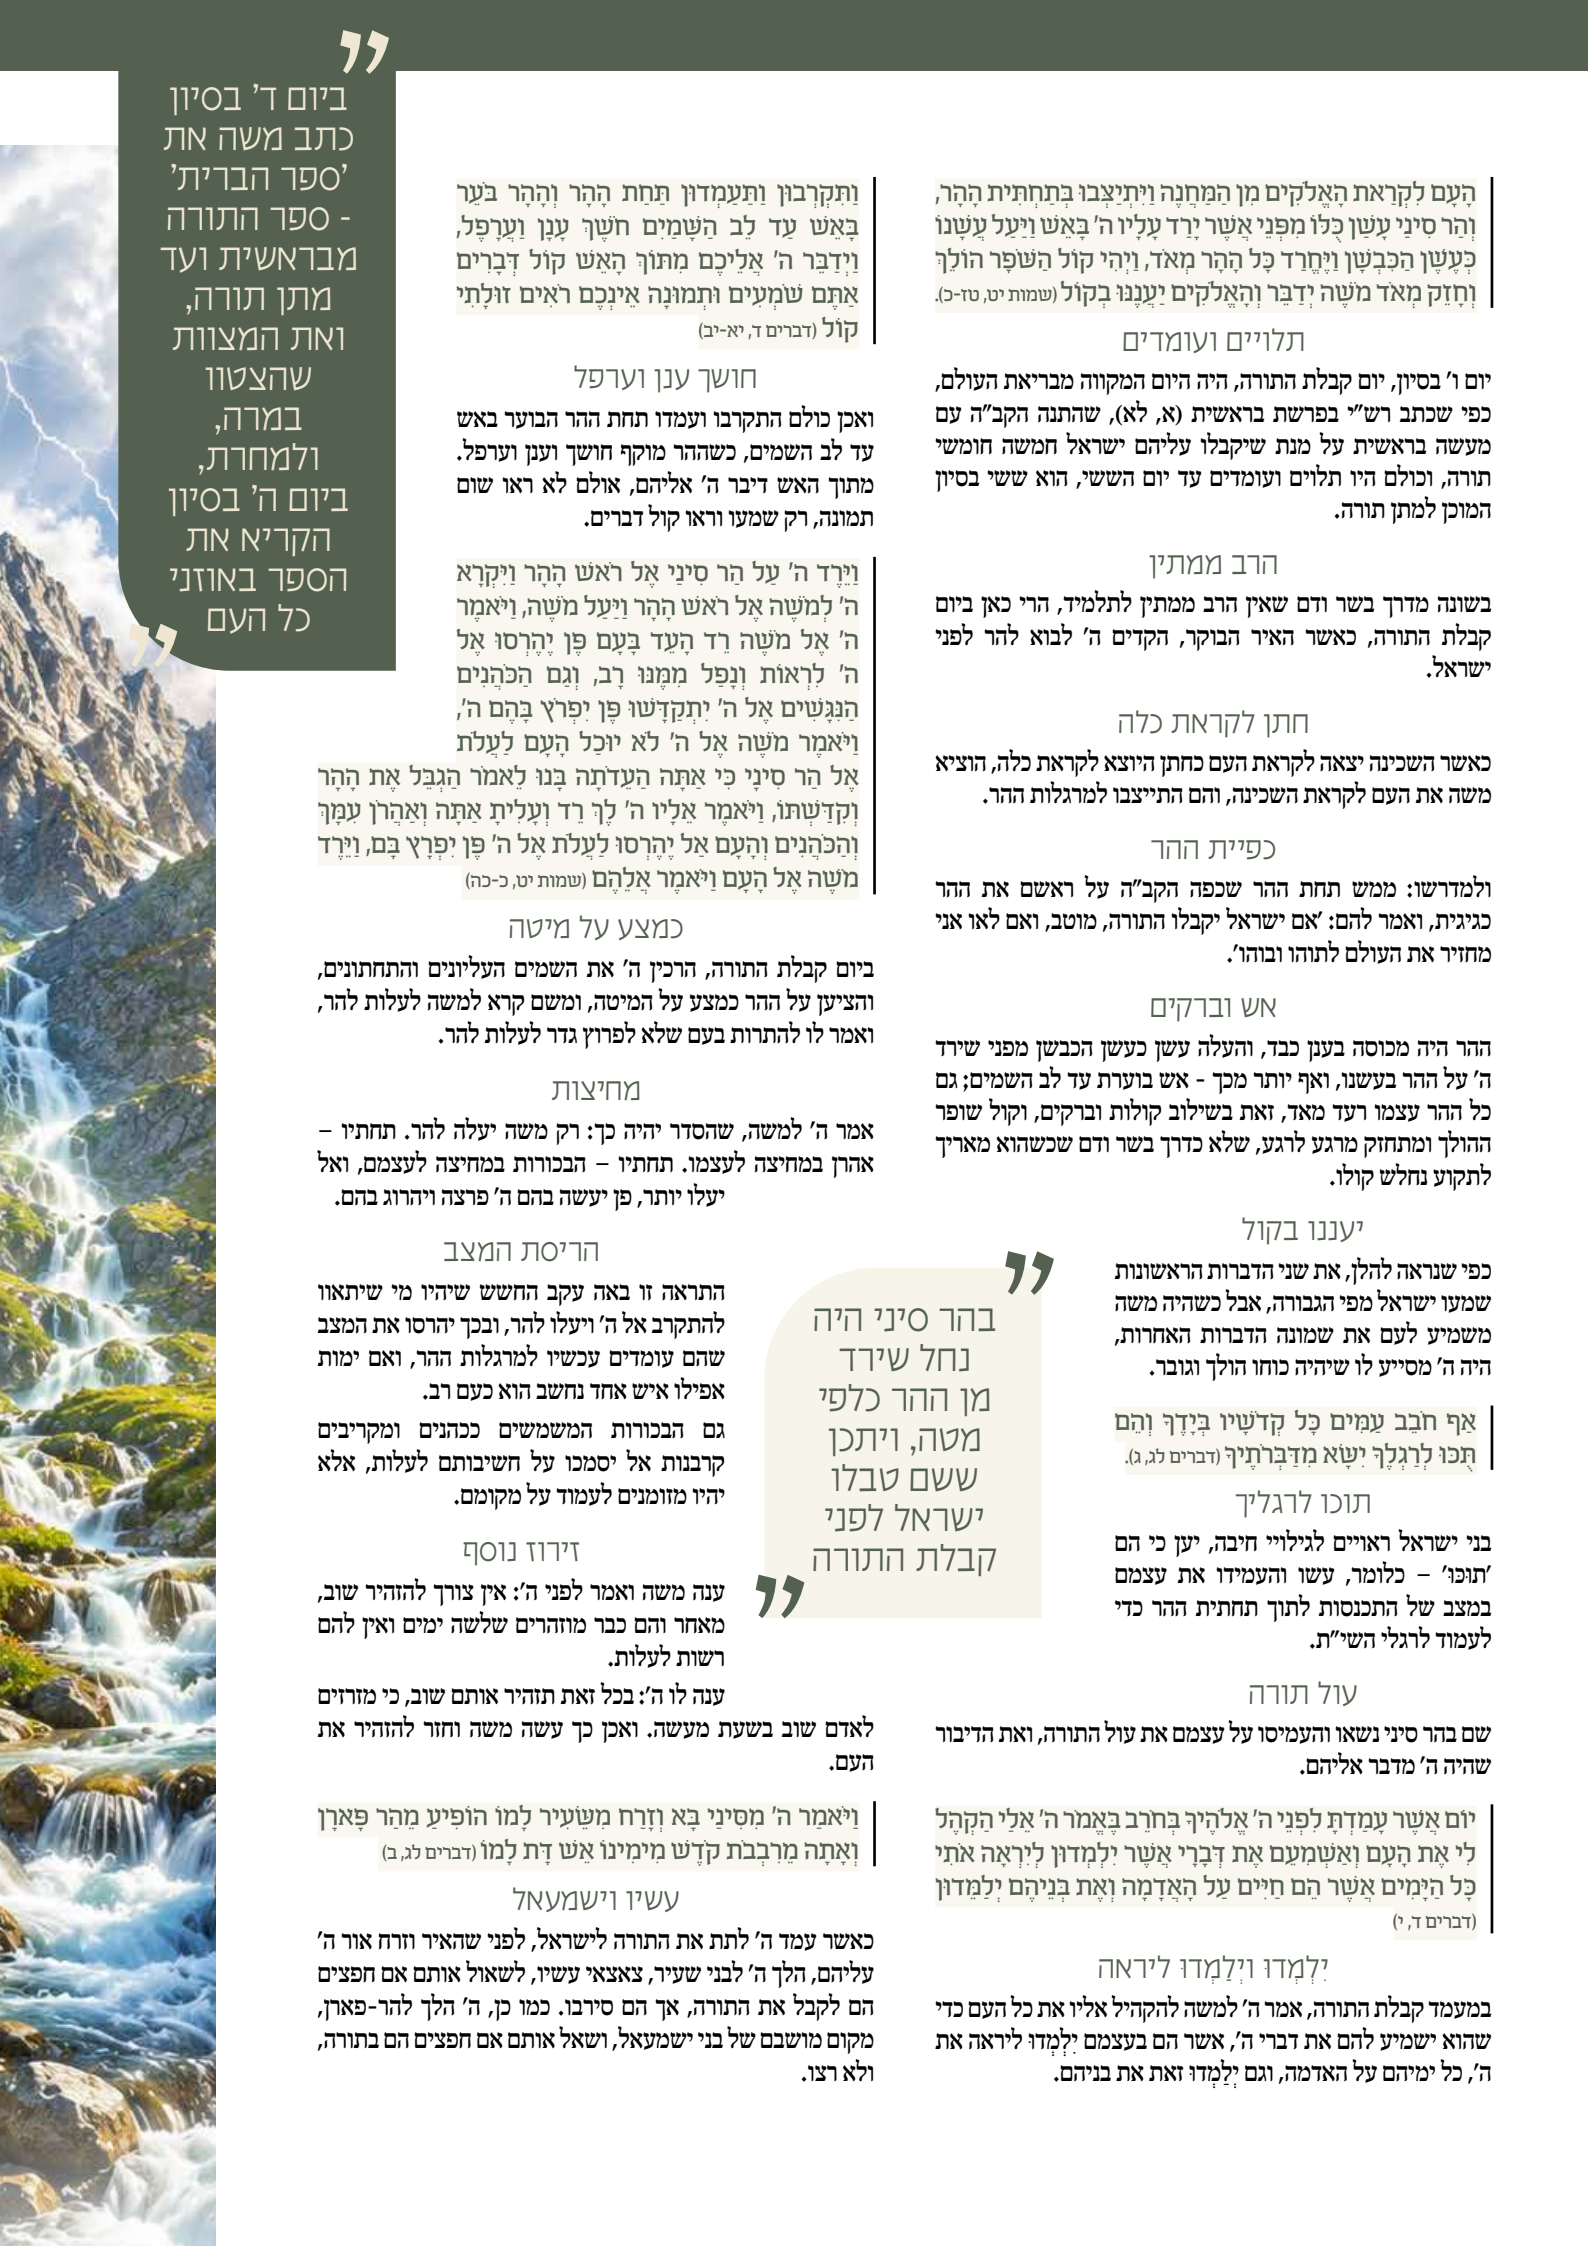 הָעָם לִקְרַאת הָאֱלֹקִים מִן הַמַּחֲנֶה וַיִּתְיַצְּבוּ בְּתַחְתִּית הָהָר,
וְהַר סִינַי עָשַׁן כֻּלּוֹ מִפְּנֵי אֲשֶׁר יָרַד עָלָיו ה' בָּאֵשׁ וַיַּעַל עֲשָׁנוֹ
כְּעֶשֶׁן הַכִּבְשָׁן וַיֶּחֱרַד כָּל הָהָר מְאֹד, וַיְהִי קוֹל הַשֹּׁפָר הוֹלֵךְ
וְחָזֵק מְאֹד מֹשֶׁה יְדַבֵּר וְהָאֱלֹקִים יַעֲנֶנּוּ בְקוֹל (שמות יט, טז-כ).
תלויים ועומדים
יום ו' בסיון, יום קבלת התורה, היה היום המקווה מבריאת העולם,
כפי שכתב רש"י בפרשת בראשית (א, לא), שהתנה הקב"ה עם
מעשה בראשית על מנת שיקבלו עליהם ישראל חמשה חומשי
תורה, וכולם היו תלוים ועומדים עד יום הששי, הוא ששי בסיון
המוכן למתן תורה.
הרב ממתין
בשונה מדרך בשר ודם שאין הרב ממתין לתלמיד, הרי כאן ביום
קבלת התורה, כאשר האיר הבוקר, הקדים ה' לבוא להר לפני
ישראל.
חתן לקראת כלה
כאשר השכינה יצאה לקראת העם כחתן היוצא לקראת כלה, הוציא
משה את העם לקראת השכינה, והם התייצבו למרגלות ההר.
כפיית ההר
ולמדרשו: ממש תחת ההר שכפה הקב"ה על ראשם את ההר
כגיגית, ואמר להם: 'אם ישראל יקבלו התורה, מוטב, ואם לאו אני
מחזיר את העולם לתוהו ובוהו'.
אש וברקים
ההר היה מכוסה בענן כבד, והעלה עשן כעשן הכבשן מפני שירד
ה' על ההר בעשנו, ואף יותר מכך - אש בוערת עד לב השמים; גם
כל ההר עצמו רעד מאד, זאת בשילוב קולות וברקים, וקול שופר
ההולך ומתחזק מרגע לרגע, שלא כדרך בשר ודם שכשהוא מאריך
לתקוע נחלש קולו.
יעננו בקול
כפי שנראה להלן, את שני הדברות הראשונות
שמעו ישראל מפי הגבורה, אבל כשהיה משה
משמיע לעם את שמונה הדברות האחרות,
היה ה' מסייע לו שיהיה כוחו הולך וגובר.
אַף חֹבֵב עַמִּים כָּל קְדֹשָׁיו בְּיָדֶךָ וְהֵם
תֻּכּוּ לְרַגְלֶךָ יִשָּׂא מִדַּבְּרֹתֶיךָ (דברים לג, ג).
תוכו לרגליך
בני ישראל ראויים לגילויי חיבה, יען כי הם
'תוּכּוּ' – כלומר, עשו והעמידו את עצמם
במצב של התכנסות לתוך תחתית ההר כדי
לעמוד לרגלי השי"ת.
עול תורה
שם בהר סיני נשאו והעמיסו על עצמם את עול התורה, ואת הדיבור
שהיה ה' מדבר אליהם.
יוֹם אֲשֶׁר עָמַדְתָּ לִפְנֵי ה' אֱלֹהֶיךָ בְּחֹרֵב בֶּאֱמֹר ה' אֵלַי הַקְהֶל
לִי אֶת הָעָם וְאַשְׁמִעֵם אֶת דְּבָרָי אֲשֶׁר יִלְמְדוּן לְיִרְאָה אֹתִי
כָּל הַיָּמִים אֲשֶׁר הֵם חַיִּים עַל הָאֲדָמָה וְאֶת בְּנֵיהֶם יְלַמֵּדוּן
(דברים ד, י)
יִלְמְדוּ וִילַמְּדוּ ליראה
במעמד קבלת התורה, אמר ה' למשה להקהיל אליו את כל העם כדי
שהוא ישמיע להם את דברי ה', אשר הם בעצמם יִלְמְדוּ ליראה את
ה', כל ימיהם על האדמה, וגם יְלַמְדוּ זאת את בניהם.
וַתִּקְרְבוּן וַתַּעַמְדוּן תַּחַת הָהָר וְהָהָר בֹּעֵר
בָּאֵשׁ עַד לֵב הַשָּׁמַיִם חֹשֶׁךְ עָנָן וַעֲרָפֶל,
וַיְדַבֵּר ה' אֲלֵיכֶם מִתּוֹךְ הָאֵשׁ קוֹל דְּבָרִים
אַתֶּם שֹׁמְעִים וּתְמוּנָה אֵינְכֶם רֹאִים זוּלָתִי
קוֹל (דברים ד, יא-יב)
חושך ענן וערפל
ואכן כולם התקרבו ועמדו תחת ההר הבוער באש
עד לב השמים, כשההר מוקף חושך וענן וערפל.
מתוך האש דיבר ה' אליהם, אולם לא ראו שום
תמונה, רק שמעו וראו קול דברים.
וַיֵּרֶד ה' עַל הַר סִינַי אֶל רֹאשׁ הָהָר וַיִּקְרָא
ה' לְמֹשֶׁה אֶל רֹאשׁ הָהָר וַיַּעַל מֹשֶׁה, וַיֹּאמֶר
ה' אֶל מֹשֶׁה רֵד הָעֵד בָּעָם פֶּן יֶהֶרְסוּ אֶל
ה' לִרְאוֹת וְנָפַל מִמֶּנּוּ רָב, וְגַם הַכֹּהֲנִים
הַנִּגָּשִׁים אֶל ה' יִתְקַדָּשׁוּ פֶּן יִפְרֹץ בָּהֶם ה',
וַיֹּאמֶר מֹשֶׁה אֶל ה' לֹא יוּכַל הָעָם לַעֲלֹת
אֶל הַר סִינָי כִּי אַתָּה הַעֵדֹתָה בָּנוּ לֵאמֹר הַגְבֵּל אֶת הָהָר
וְקִדַּשְׁתּוֹ, וַיֹּאמֶר אֵלָיו ה' לֶךְ רֵד וְעָלִיתָ אַתָּה וְאַהֲרֹן עִמָּךְ
וְהַכֹּהֲנִים וְהָעָם אַל יֶהֶרְסוּ לַעֲלֹת אֶל ה' פֶּן יִפְרָץ בָּם, וַיֵּרֶד
מֹשֶׁה אֶל הָעָם וַיֹּאמֶר אֲלֵהֶם (שמות יט, כ-כה)
כמצע על מיטה
ביום קבלת התורה, הרכין ה' את השמים העליונים והתחתונים,
והציען על ההר כמצע על המיטה, ומשם קרא למשה לעלות להר,
ואמר לו להתרות בעם שלא לפרוץ גדר לעלות להר.
מחיצות
אמר ה' למשה, שהסדר יהיה כך: רק משה יעלה להר. תחתיו –
אהרן במחיצה לעצמו. תחתיו – הבכורות במחיצה לעצמם, ואל
יעלו יותר, פן יעשה בהם ה' פרצה ויהרוג בהם.
הריסת המצב
התראה זו באה עקב החשש שיהיו מי שיתאוו
להתקרב אל ה' ויעלו להר, ובכך יהרסו את המצב
שהם עומדים עכשיו למרגלות ההר, ואם ימות
אפילו איש אחד נחשב הוא כעם רב.
גם הבכורות המשמשים ככהנים ומקריבים
קרבנות אל יסמכו על חשיבותם לעלות, אלא
יהיו מזומנים לעמוד על מקומם.
זירוז נוסף
ענה משה ואמר לפני ה': אין צורך להזהיר שוב,
מאחר והם כבר מוזהרים שלשה ימים ואין להם
רשות לעלות.
ענה לו ה': בכל זאת תזהיר אותם שוב, כי מזרזים
לאדם שוב בשעת מעשה. ואכן כך עשה משה וחזר להזהיר את
העם.
וַיֹּאמַר ה' מִסִּינַי בָּא וְזָרַח מִשֵּׂעִיר לָמוֹ הוֹפִיעַ מֵהַר פָּארָן
וְאָתָה מֵרִבְבֹת קֹדֶשׁ מִימִינוֹ אֵשׁ דָּת לָמוֹ (דברים לג, ב)
עשיו וישמעאל
כאשר עמד ה' לתת את התורה לישראל, לפני שהאיר וזרח אור ה'
עליהם, הלך ה' לבני שעיר, צאצאי עשיו, לשאול אותם אם חפצים
הם לקבל את התורה, אך הם סירבו. כמו כן, ה' הלך להר-פארן,
מקום מושבם של בני ישמעאל, ושאל אותם אם חפצים הם בתורה,
ולא רצו.
בהר סיני היה
נחל שירד
מן ההר כלפי
מטה, ויתכן
ששם טבלו
ישראל לפני
קבלת התורה
ביום ד' בסיון
כתב משה את
'ספר הברית'
- ספר התורה
מבראשית ועד
מתן תורה,
ואת המצוות
שהצטוו
במרה,
ולמחרת,
ביום ה' בסיון
הקריא את
הספר באוזני
כל העם